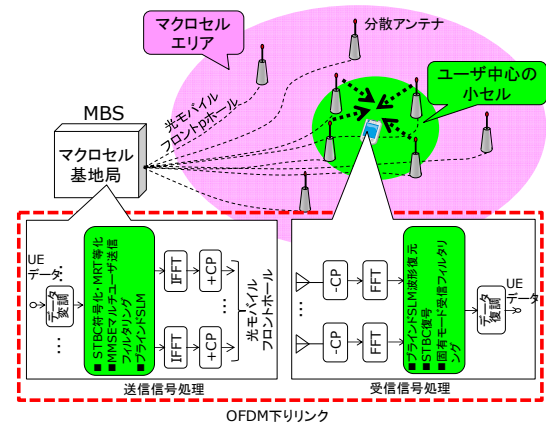 マクロセル
エリア
分散アンテナ
ユーザ中心の
小セル
光モバイル
フロントpホール
MBS
マクロセル
基地局
UE
データ
データ
変調
■ STBC符号化、MRT等化
■ MMSEマルチユーザ送信
フィルタリング
■ ブラインドSLM
IFFT
+CP
IFFT
+CP
光モバイル
フロントホール
送信信号処理
-CP
FFT
-CP
FFT
■ ブラインドSLM波形復元
■ STBC復号
■ 固有モード受信フィルタリ
ング
データ
復調
UE
データ
受信信号処理
OFDM下りリンク